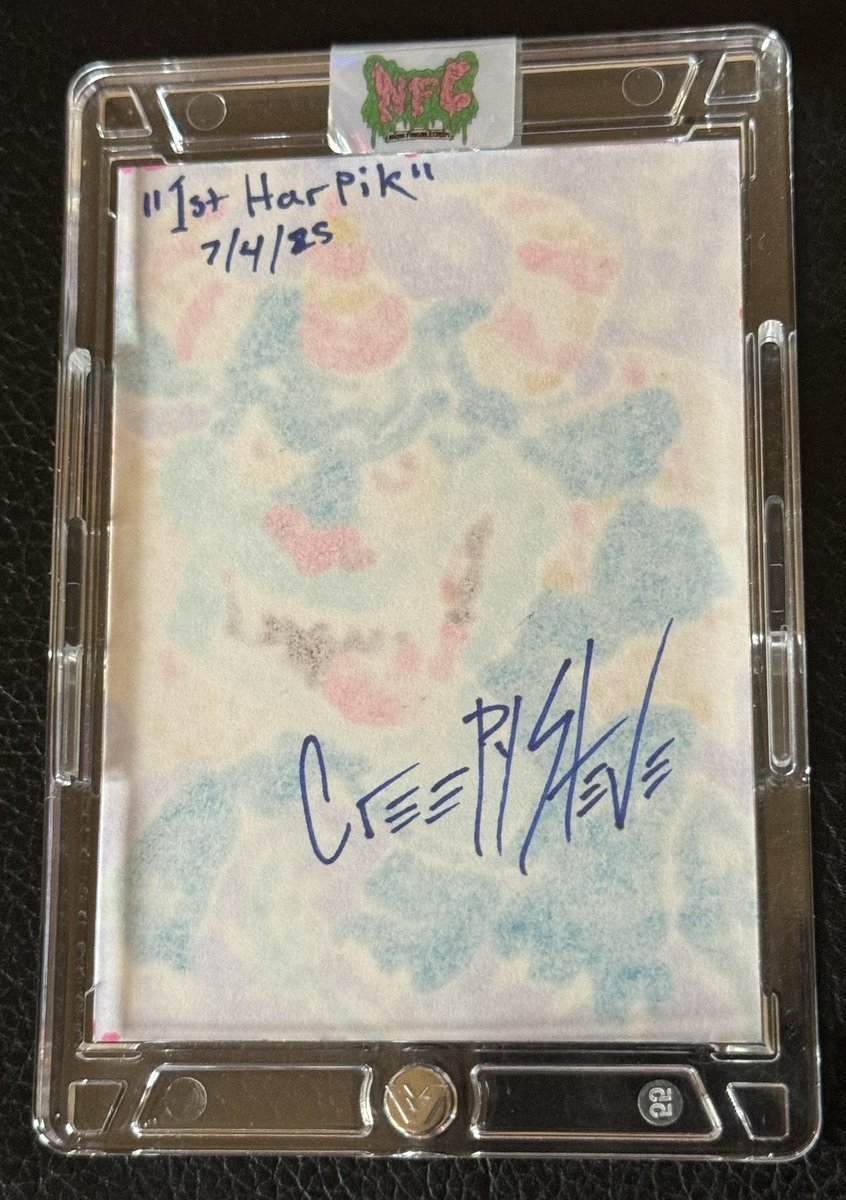 NFC
"1st Harpik"
7/4/25
CreePySteve